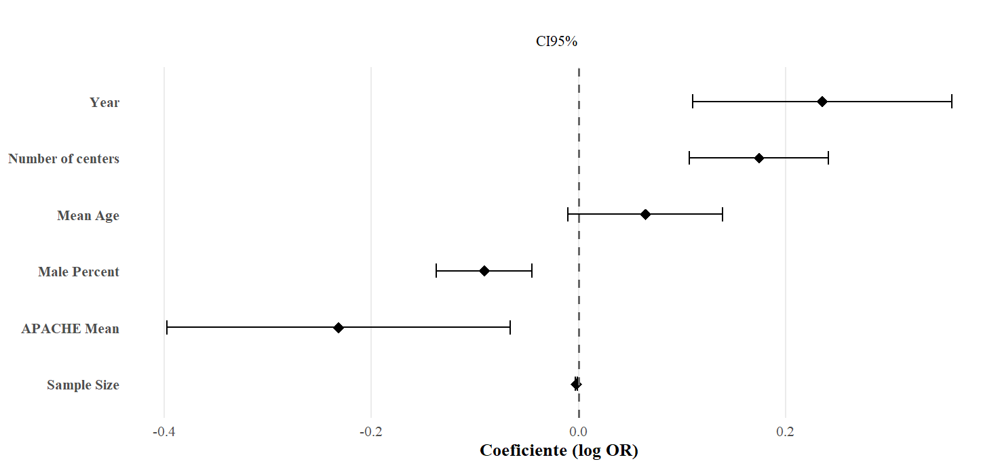 CI95%
Year
Number of centers
Mean Age
Male Percent
APACHE Mean
Sample Size
-0.4 -0.2 0.0 0.2
Coeficiente (log OR)